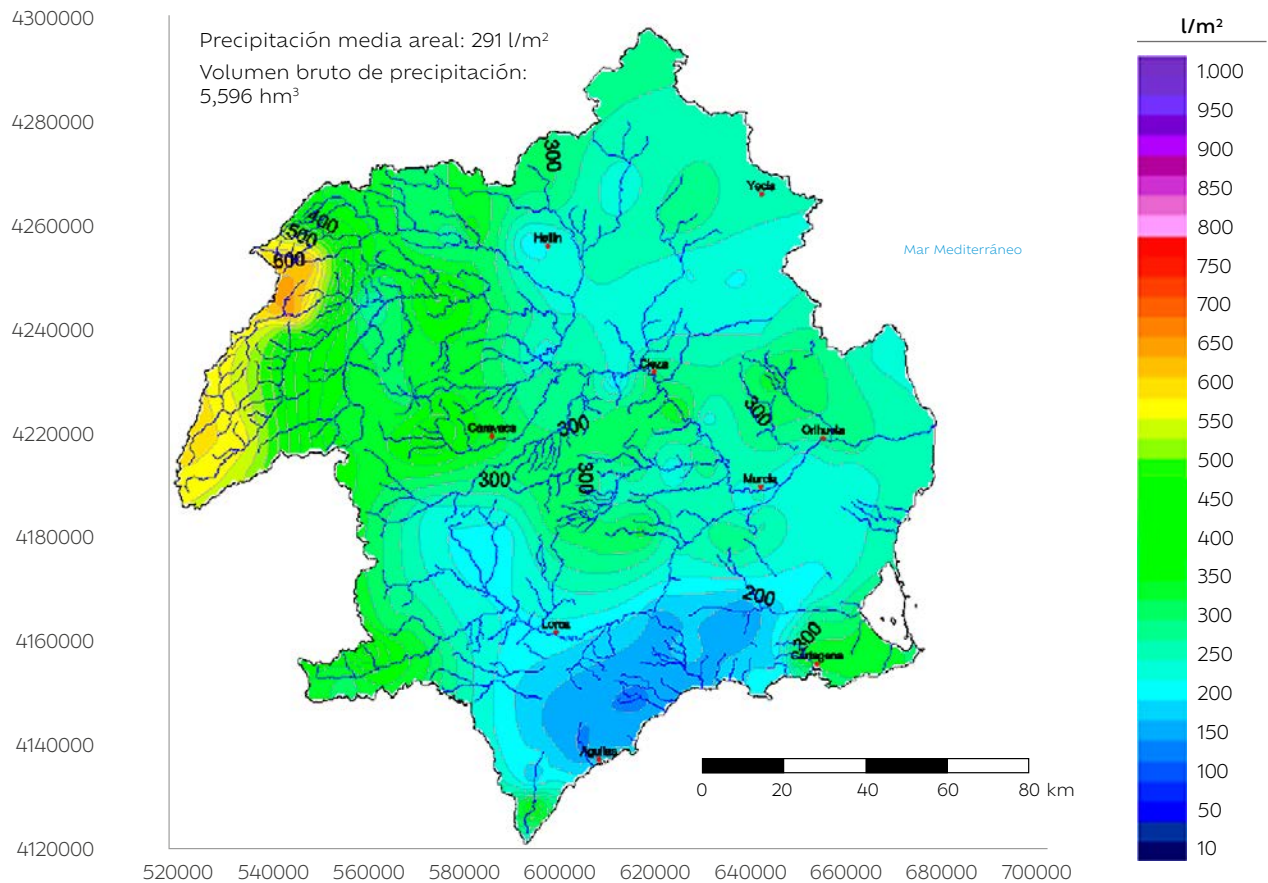 4300000
4280000
4260000
4240000
4220000
4200000
4180000
4160000
4140000
4120000
520000 540000 560000 580000 600000 620000 640000 660000 680000 700000
Precipitación media areal: 291 l/m²
Volumen bruto de precipitación:
5,596 hm³
300
Yecla
400
500
600
Hellín
Mar Mediterráneo
Cieza
300
Caravaca
300
Orihuela
300
300
Murcia
200
Lorca
300
Cartagena
Aguilas
0 20 40 60 80 km
l/m²
1.000
950
900
850
800
750
700
650
600
550
500
450
400
350
300
250
200
150
100
50
10